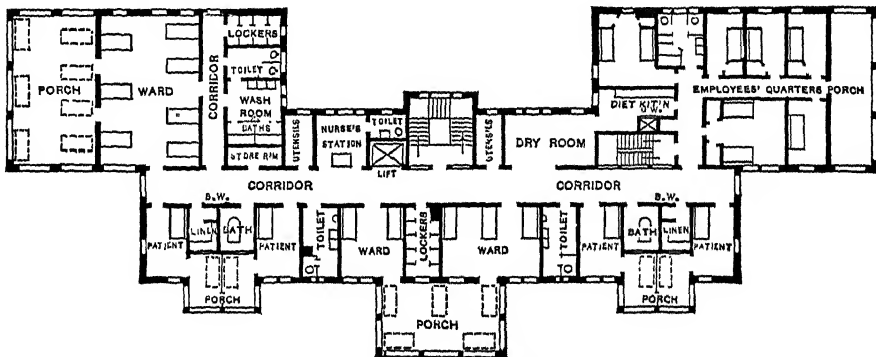 LOCKERS
TOILET
PORCH
WARD
CORRIDOR
WASH
ROOM
BATHS
STORE R'M
UTENSILS
NURSE'S
STATION
TOILET
LIFT
UTENSILS
DRY ROOM
DIET KIT'N
D.W.
EMPLOYEES' QUARTERS
PORCH
CORRIDOR
CORRIDOR
B.W.
B.W.
PATIENT
LINEN
BATH
PATIENT
TOILET
WARD
LOCKERS
WARD
TOILET
PATIENT
BATH
LINEN
PATIENT
PORCH
PORCH
PORCH